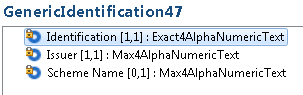 GenericIdentification47
Identification [1,1] : Exact4AlphaNumericText
Issuer [1,1] : Max4AlphaNumericText
Scheme Name [0,1] : Max4AlphaNumericText